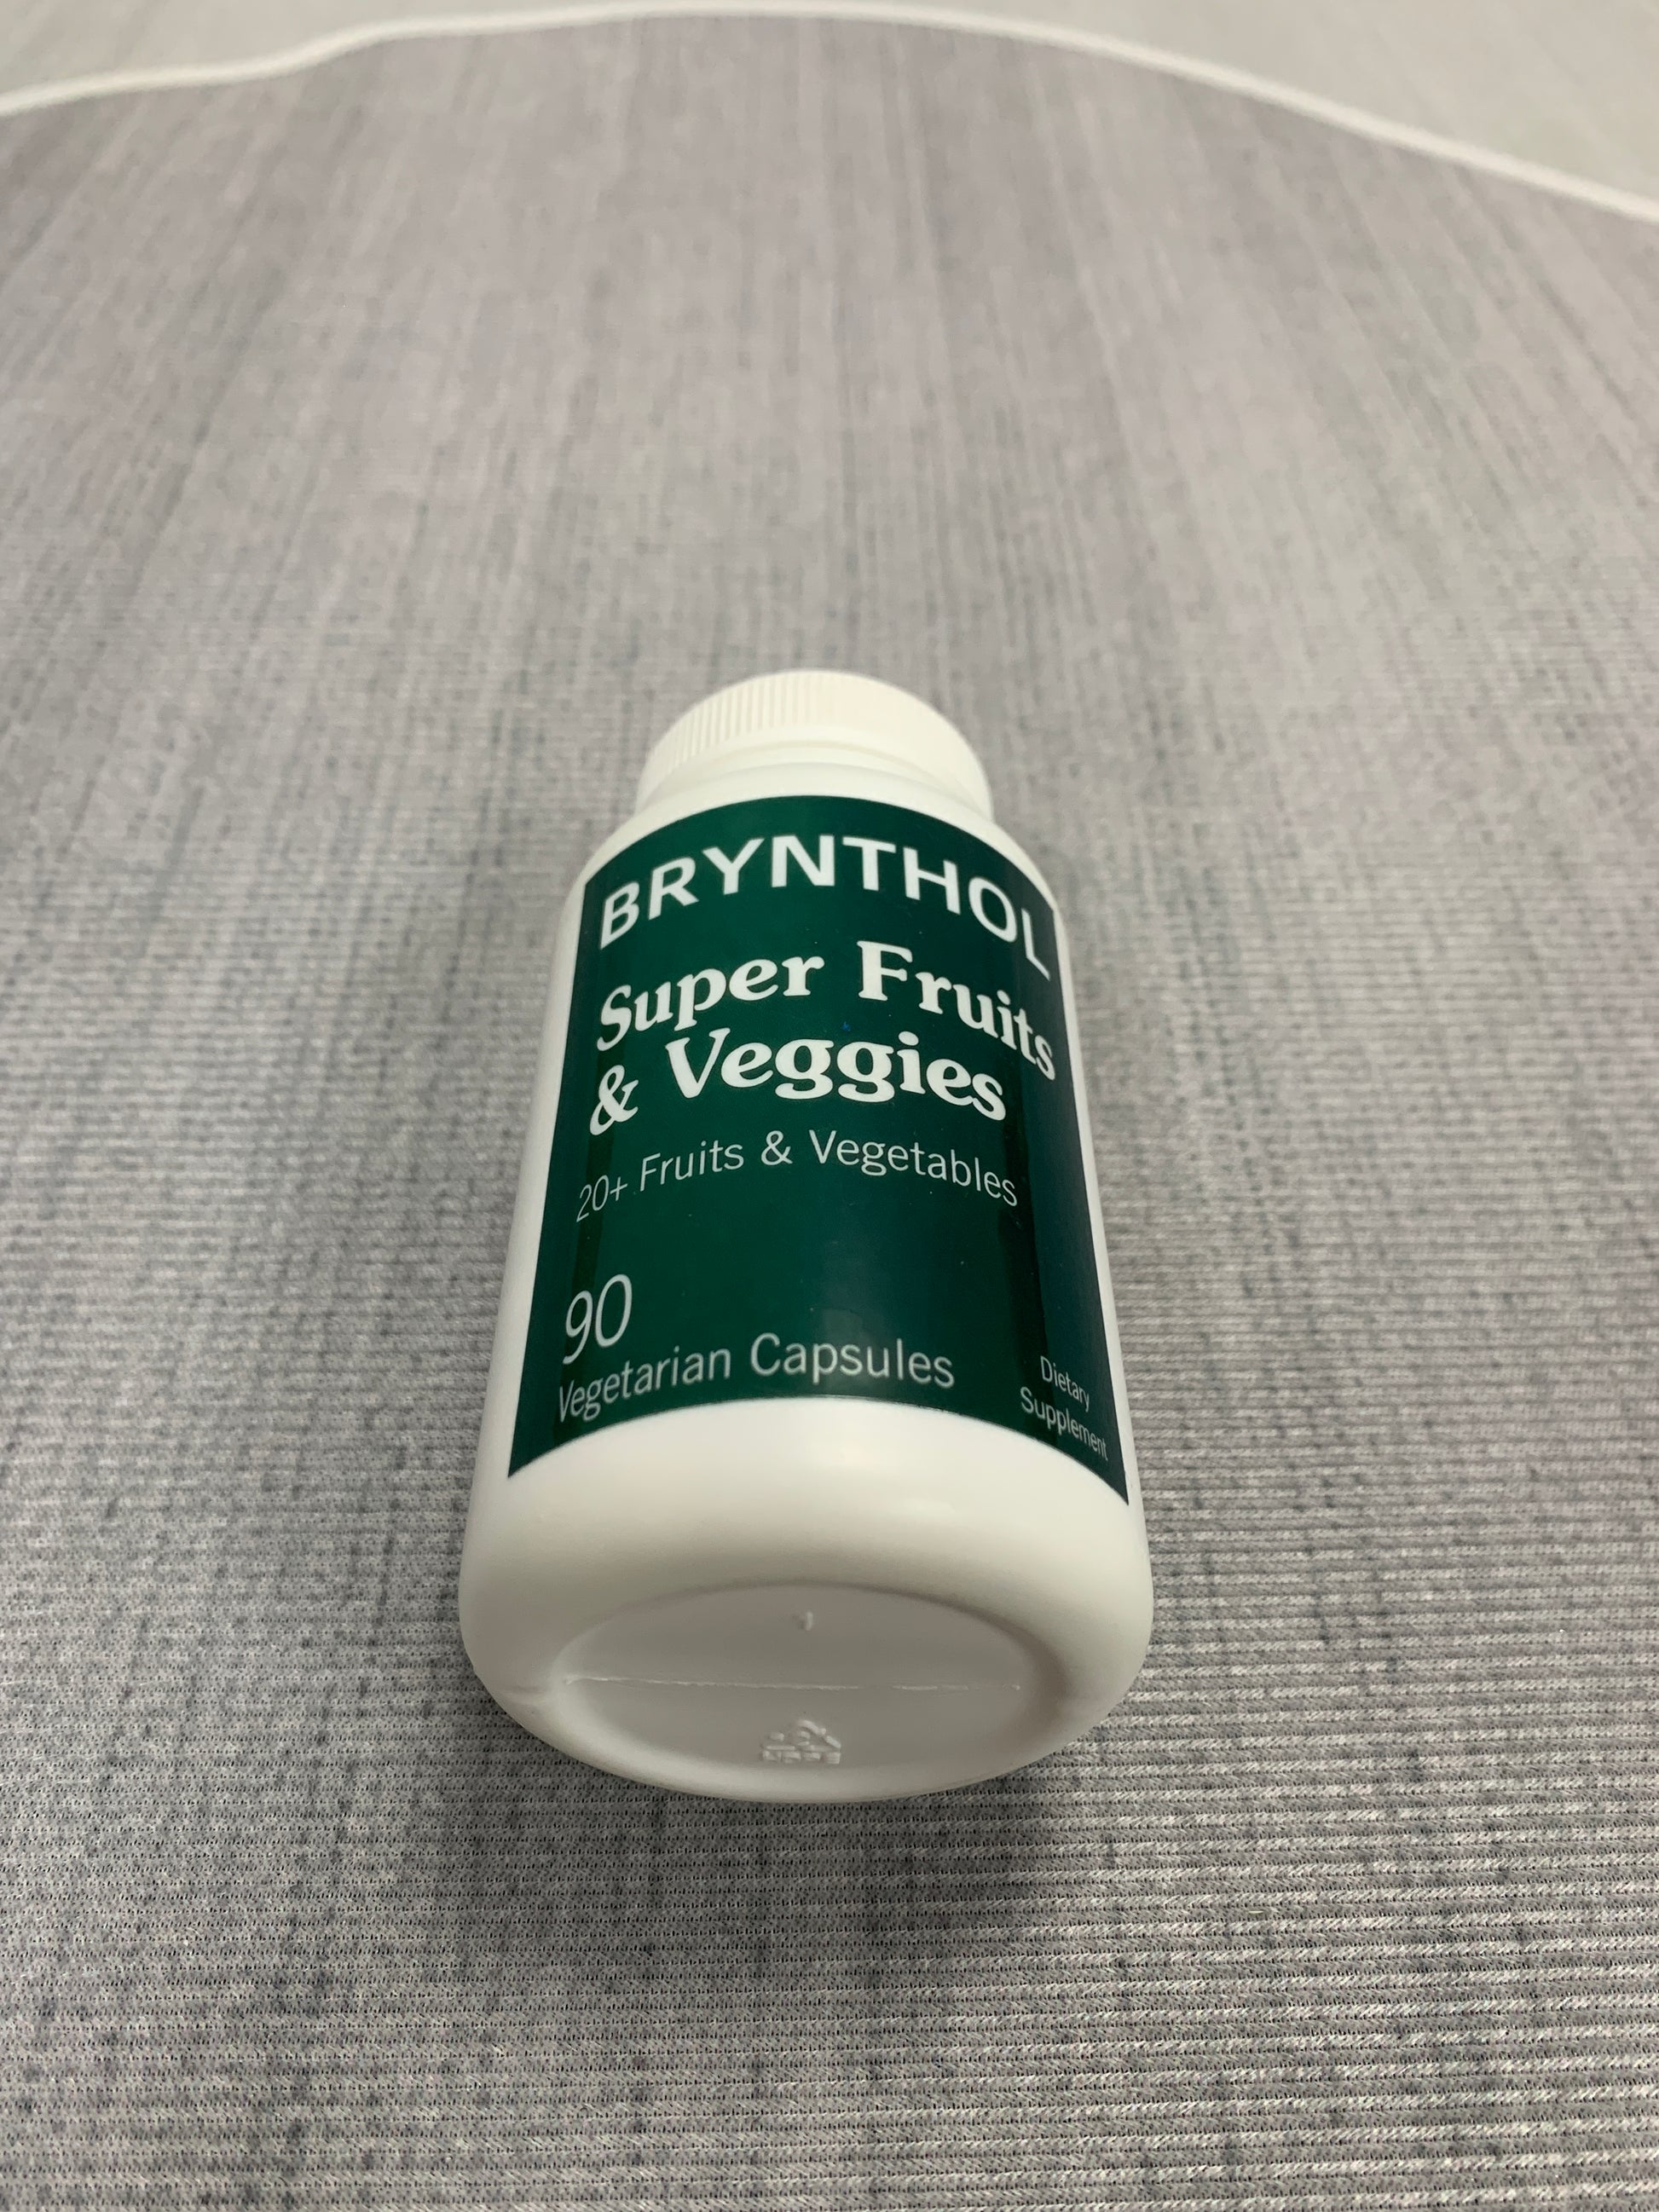 BRYNTHOL
Super Fruits
& Veggies
20+ Fruits & Vegetables
90
Vegetarian Capsules
Dietary
Supplement